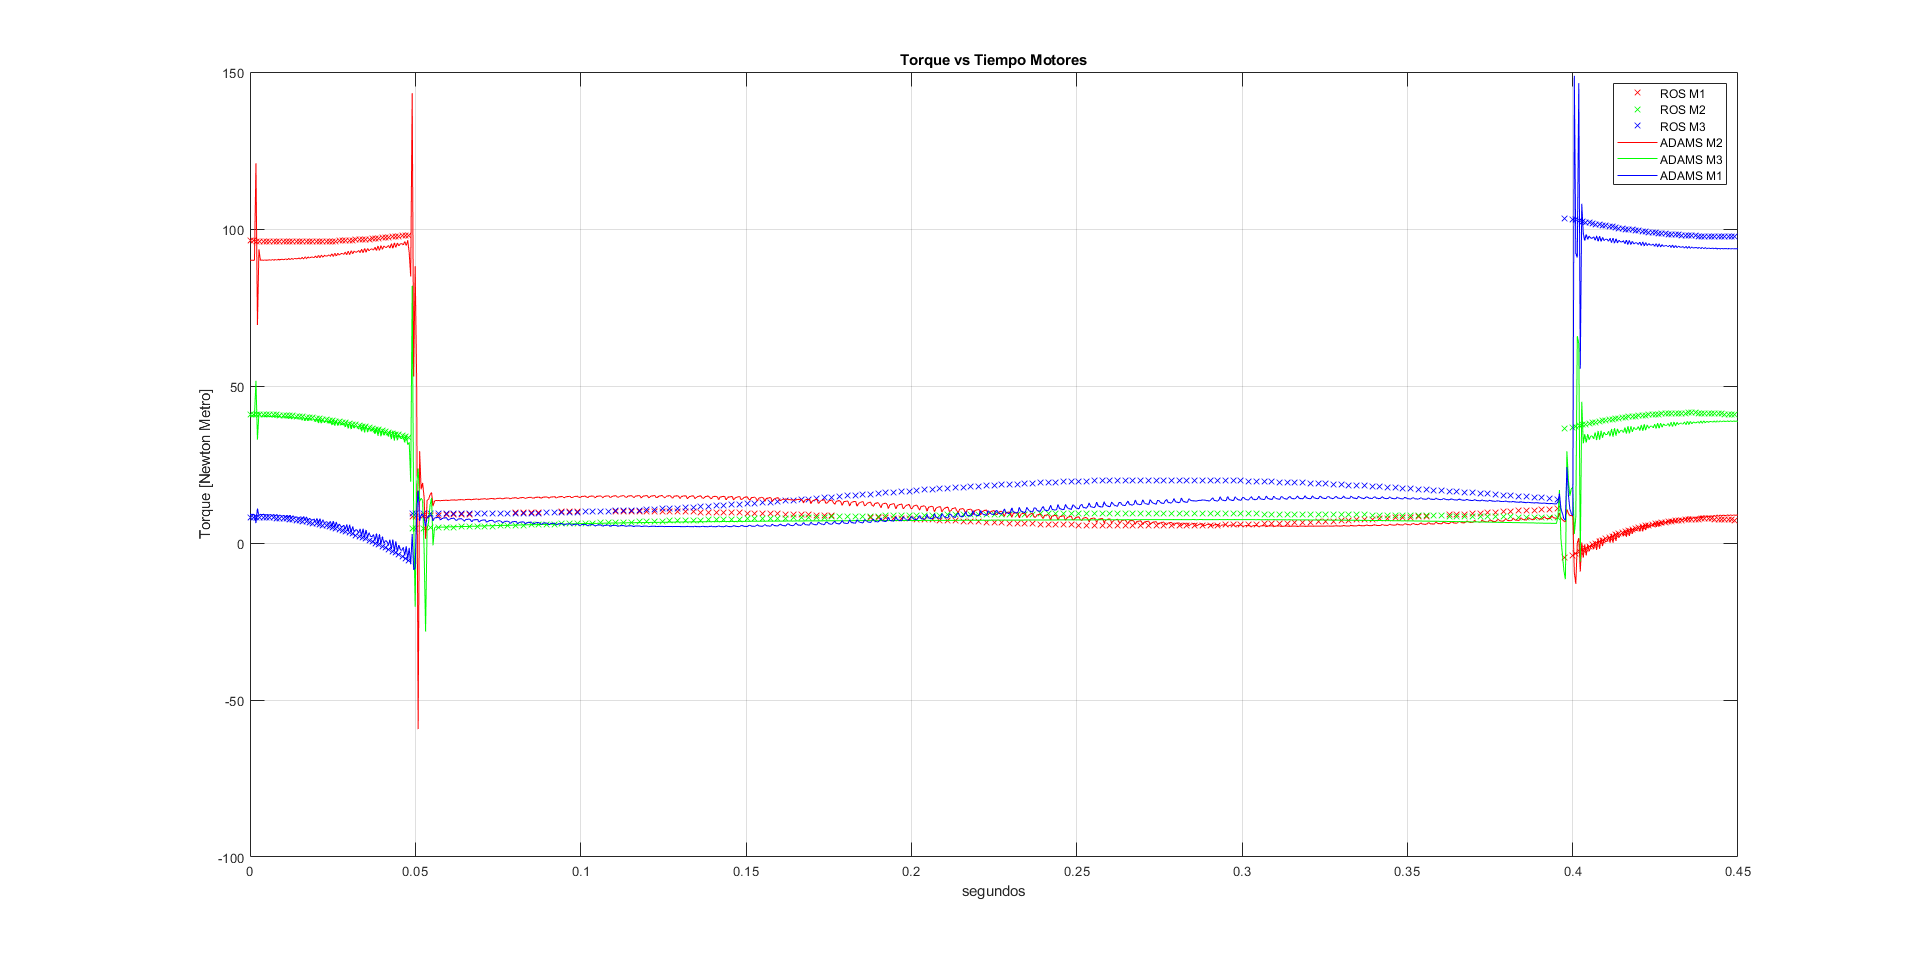 Torque vs Tiempo Motores
150
100
50
0
-50
-100
Torque [Newton Metro]
ROS M1
ROS M2
ROS M3
ADAMS M2
ADAMS M3
ADAMS M1
0
0.05
0.1
0.15
0.2
0.25
0.3
0.35
0.4
0.45
segundos